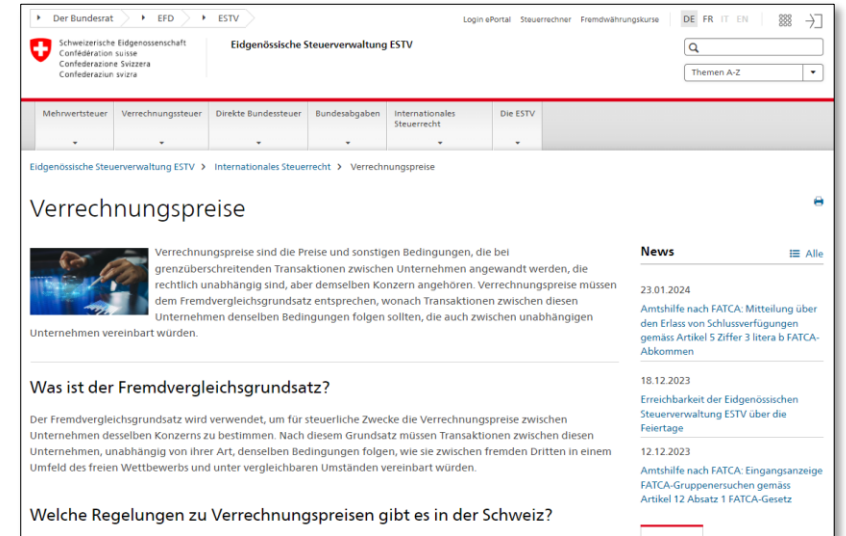 Der Bundesrat EFD ESTV
Login ePortal Steuerrechner Fremdwährungskurse DE FR IT EN
Schweizerische Eidgenossenschaft
Confédération suisse
Confederazione Svizzera
Confederaziun svizra
Eidgenössische Steuerverwaltung ESTV
Themen A-Z
Mehrwertsteuer Verrechnungssteuer Direkte Bundessteuer Bundesabgaben Internationales Steuerrecht Die ESTV
Eidgenössische Steuerverwaltung ESTV > Internationales Steuerrecht > Verrechnungspreise
Verrechnungspreise
Verrechnungspreise sind die Preise und sonstigen Bedingungen, die bei
grenzüberschreitenden Transaktionen zwischen Unternehmen angewandt werden, die
rechtlich unabhängig sind, aber demselben Konzern angehören. Verrechnungspreise müssen
dem Fremdvergleichsgrundsatz entsprechen, wonach Transaktionen zwischen diesen
Unternehmen denselben Bedingungen folgen sollten, die auch zwischen unabhängigen
Unternehmen vereinbart würden.
Was ist der Fremdvergleichsgrundsatz?
Der Fremdvergleichsgrundsatz wird verwendet, um für steuerliche Zwecke die Verrechnungspreise zwischen
Unternehmen desselben Konzerns zu bestimmen. Nach diesem Grundsatz müssen Transaktionen zwischen diesen
Unternehmen, unabhängig von ihrer Art, denselben Bedingungen folgen, wie sie zwischen fremden Dritten in einem
Umfeld des freien Wettbewerbs und unter vergleichbaren Umständen vereinbart würden.
Welche Regelungen zu Verrechnungspreisen gibt es in der Schweiz?
News Alle
23.01.2024
Amtshilfe nach FATCA: Mitteilung über
den Erlass von Schlussverfügungen
gemäss Artikel 5 Ziffer 3 litera b FATCA-
Abkommen
18.12.2023
Erreichbarkeit der Eidgenössischen
Steuerverwaltung ESTV über die
Feiertage
12.12.2023
Amtshilfe nach FATCA: Eingangsanzeige
FATCA-Gruppenersuchen gemäss
Artikel 12 Absatz 1 FATCA-Gesetz